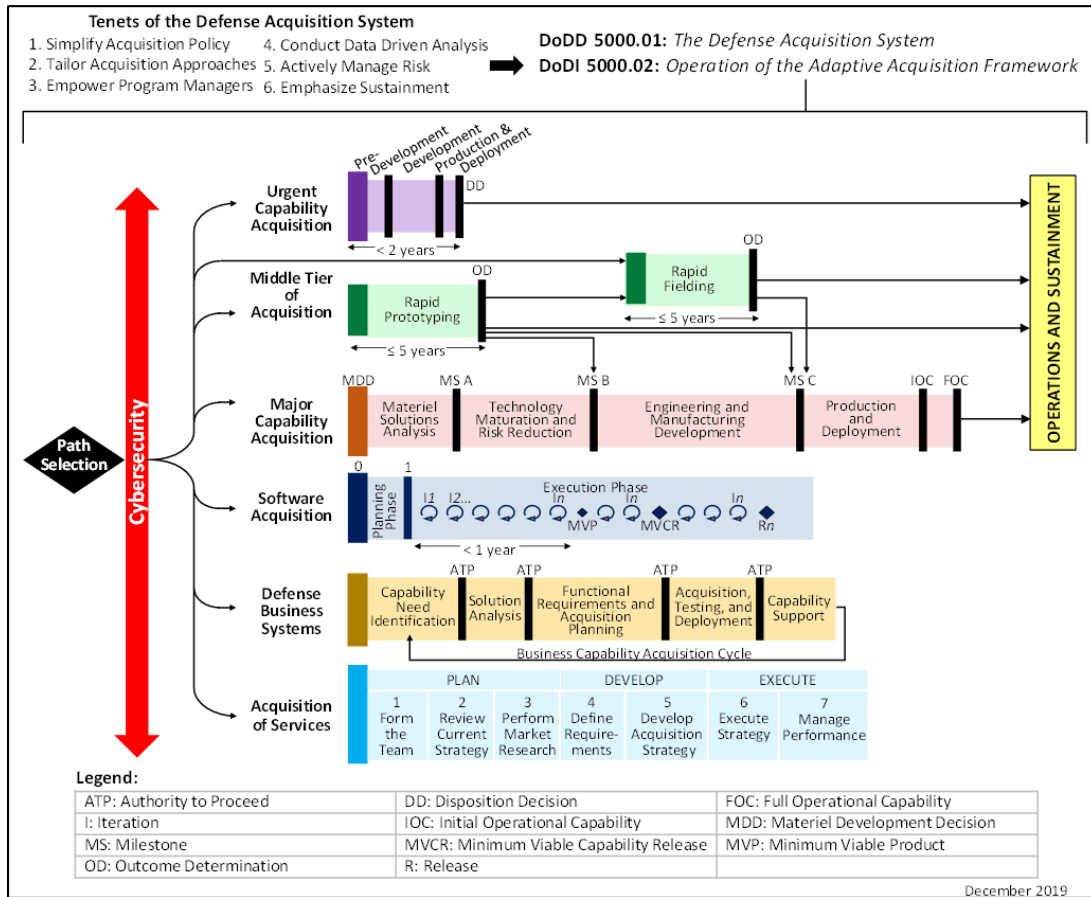 Tenets of the Defense Acquisition System
1. Simplify Acquisition Policy
2. Tailor Acquisition Approaches
3. Empower Program Managers
4. Conduct Data Driven Analysis
5. Actively Manage Risk
6. Emphasize Sustainment
DoDD 5000.01: The Defense Acquisition System
DoDI 5000.02: Operation of the Adaptive Acquisition Framework
Path
Selection
Cybersecurity
OPERATIONS AND SUSTAINMENT
Urgent
Capability
Acquisition
Pre-
Development
Development
Production &
Deployment
DD
< 2 years
Middle Tier
of
Acquisition
Rapid
Prototyping
OD
≤ 5 years
Rapid
Fielding
OD
≤ 5 years
Major
Capability
Acquisition
MDD
MS A
MS B
MS C
IOC
FOC
Materiel
Solutions
Analysis
Technology
Maturation and
Risk Reduction
Engineering and
Manufacturing
Development
Production
and
Deployment
Software
Acquisition
0
1
Planning
Phase
Execution Phase
I1
I2...
In
In
In
MVP
MVCR
Rn
< 1 year
Defense
Business
Systems
ATP
ATP
ATP
ATP
Capability
Need
Identification
Solution
Analysis
Functional
Requirements and
Acquisition
Planning
Acquisition,
Testing, and
Deployment
Capability
Support
Business Capability Acquisition Cycle
Acquisition
of Services
PLAN
DEVELOP
EXECUTE
1
Form
the
Team
2
Review
Current
Strategy
3
Perform
Market
Research
4
Define
Require-
ments
5
Develop
Acquisition
Strategy
6
Execute
Strategy
7
Manage
Performance
Legend:
ATP: Authority to Proceed
DD: Disposition Decision
FOC: Full Operational Capability
I: Iteration
IOC: Initial Operational Capability
MDD: Materiel Development Decision
MS: Milestone
MVCR: Minimum Viable Capability Release
MVP: Minimum Viable Product
OD: Outcome Determination
R: Release
December 2019